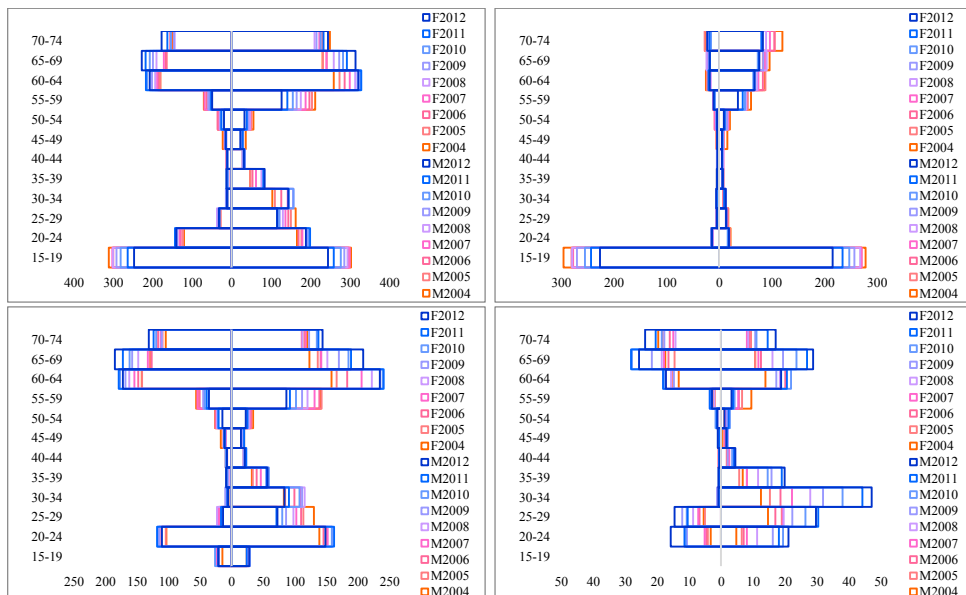 70-74
65-69
60-64
55-59
50-54
45-49
40-44
35-39
30-34
25-29
20-24
15-19
400 300 200 100 0 100 200 300 400
F2012
F2011
F2010
F2009
F2008
F2007
F2006
F2005
F2004
M2012
M2011
M2010
M2009
M2008
M2007
M2006
M2005
M2004
70-74
65-69
60-64
55-59
50-54
45-49
40-44
35-39
30-34
25-29
20-24
15-19
300 200 100 0 100 200 300
F2012
F2011
F2010
F2009
F2008
F2007
F2006
F2005
F2004
M2012
M2011
M2010
M2009
M2008
M2007
M2006
M2005
M2004
70-74
65-69
60-64
55-59
50-54
45-49
40-44
35-39
30-34
25-29
20-24
15-19
250 200 150 100 50 0 50 100 150 200 250
F2012
F2011
F2010
F2009
F2008
F2007
F2006
F2005
F2004
M2012
M2011
M2010
M2009
M2008
M2007
M2006
M2005
M2004
70-74
65-69
60-64
55-59
50-54
45-49
40-44
35-39
30-34
25-29
20-24
15-19
50 40 30 20 10 0 10 20 30 40 50
F2012
F2011
F2010
F2009
F2008
F2007
F2006
F2005
F2004
M2012
M2011
M2010
M2009
M2008
M2007
M2006
M2005
M2004